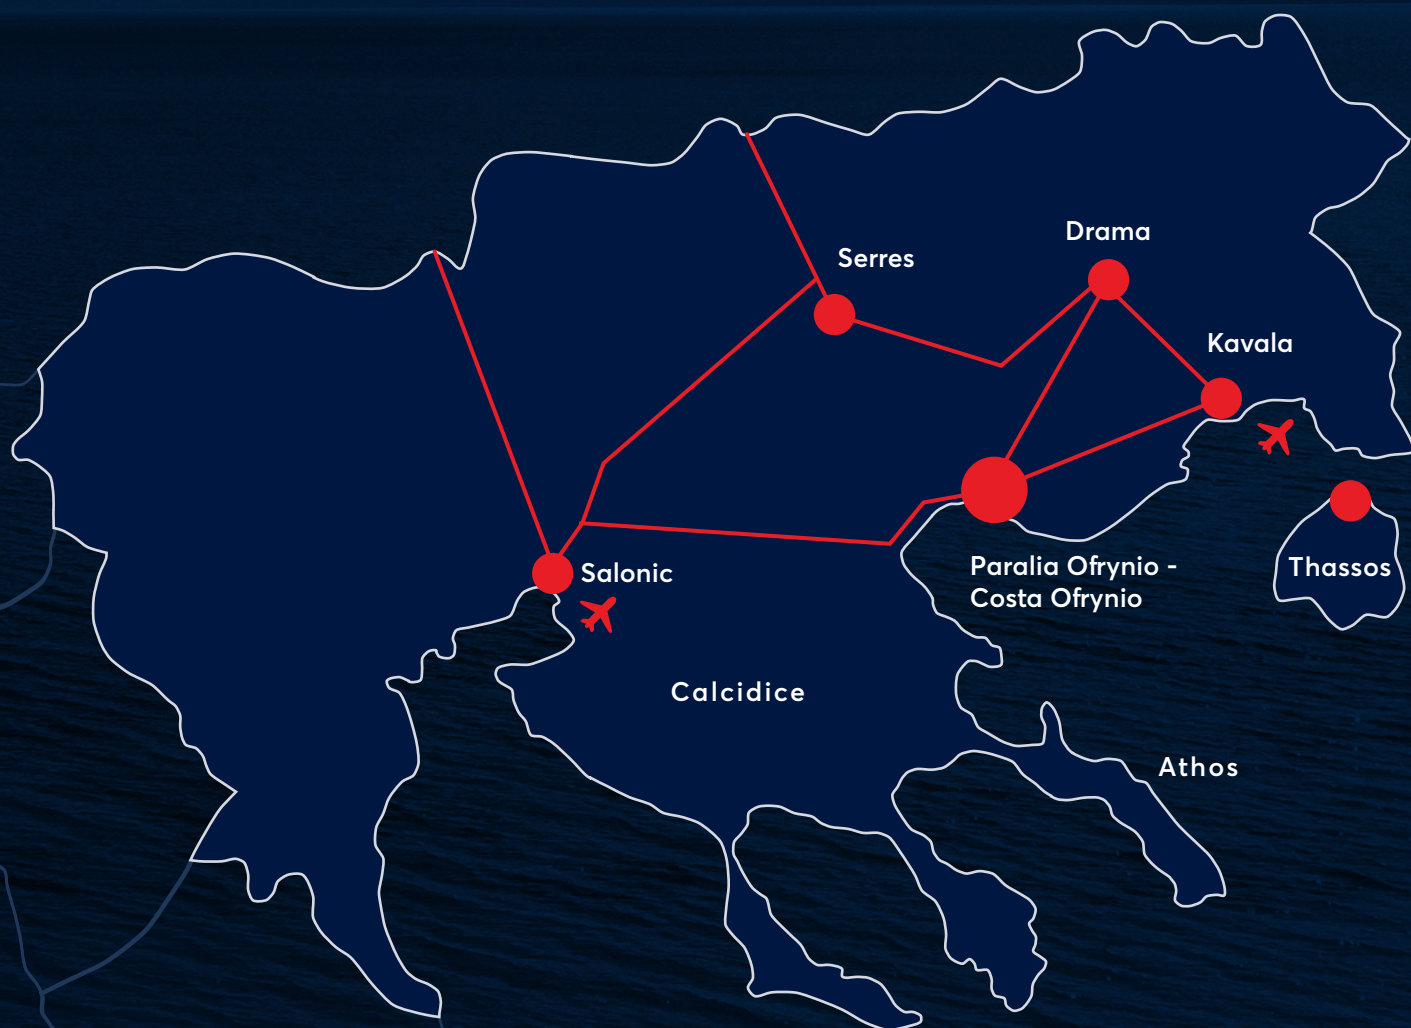 Drama
Serres
Kavala
Paralia Ofrynio -
Costa Ofrynio
Thassos
Salonic
Calcidice
Athos